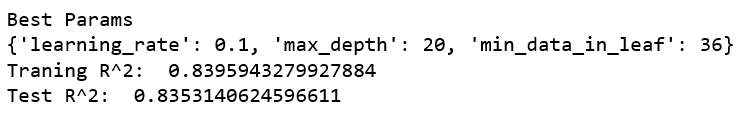 Best Params
{'learning_rate': 0.1, 'max_depth': 20, 'min_data_in_leaf': 36}
Traning R^2:  0.8395943279927884
Test R^2:  0.8353140624596611